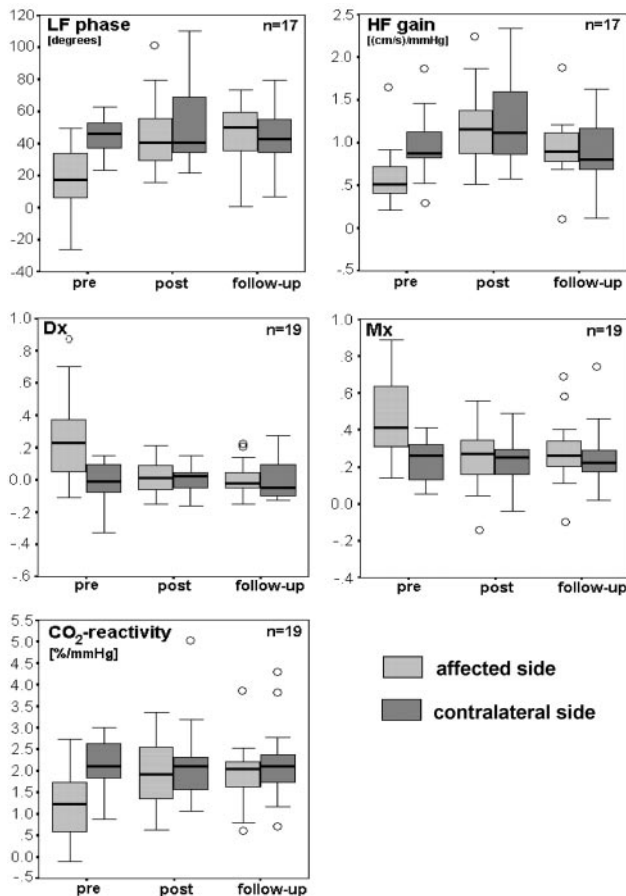 LF phase
[degrees]
n=17
120
100
80
60
40
20
0
-20
-40
pre post follow-up
HF gain
[(cm/s)/mmHg]
n=17
2.5
2.0
1.5
1.0
.5
0.0
-.5
pre post follow-up
Dx
n=19
1.0
.8
.6
.4
.2
0.0
-.2
-.4
-.6
pre post follow-up
Mx
n=19
1.0
.8
.6
.4
.2
0.0
-.2
-.4
pre post follow-up
CO₂-reactivity
[%/mmHg]
n=19
5.5
5.0
4.5
4.0
3.5
3.0
2.5
2.0
1.5
1.0
.5
0.0
-.5
pre post follow-up
affected side
contralateral side